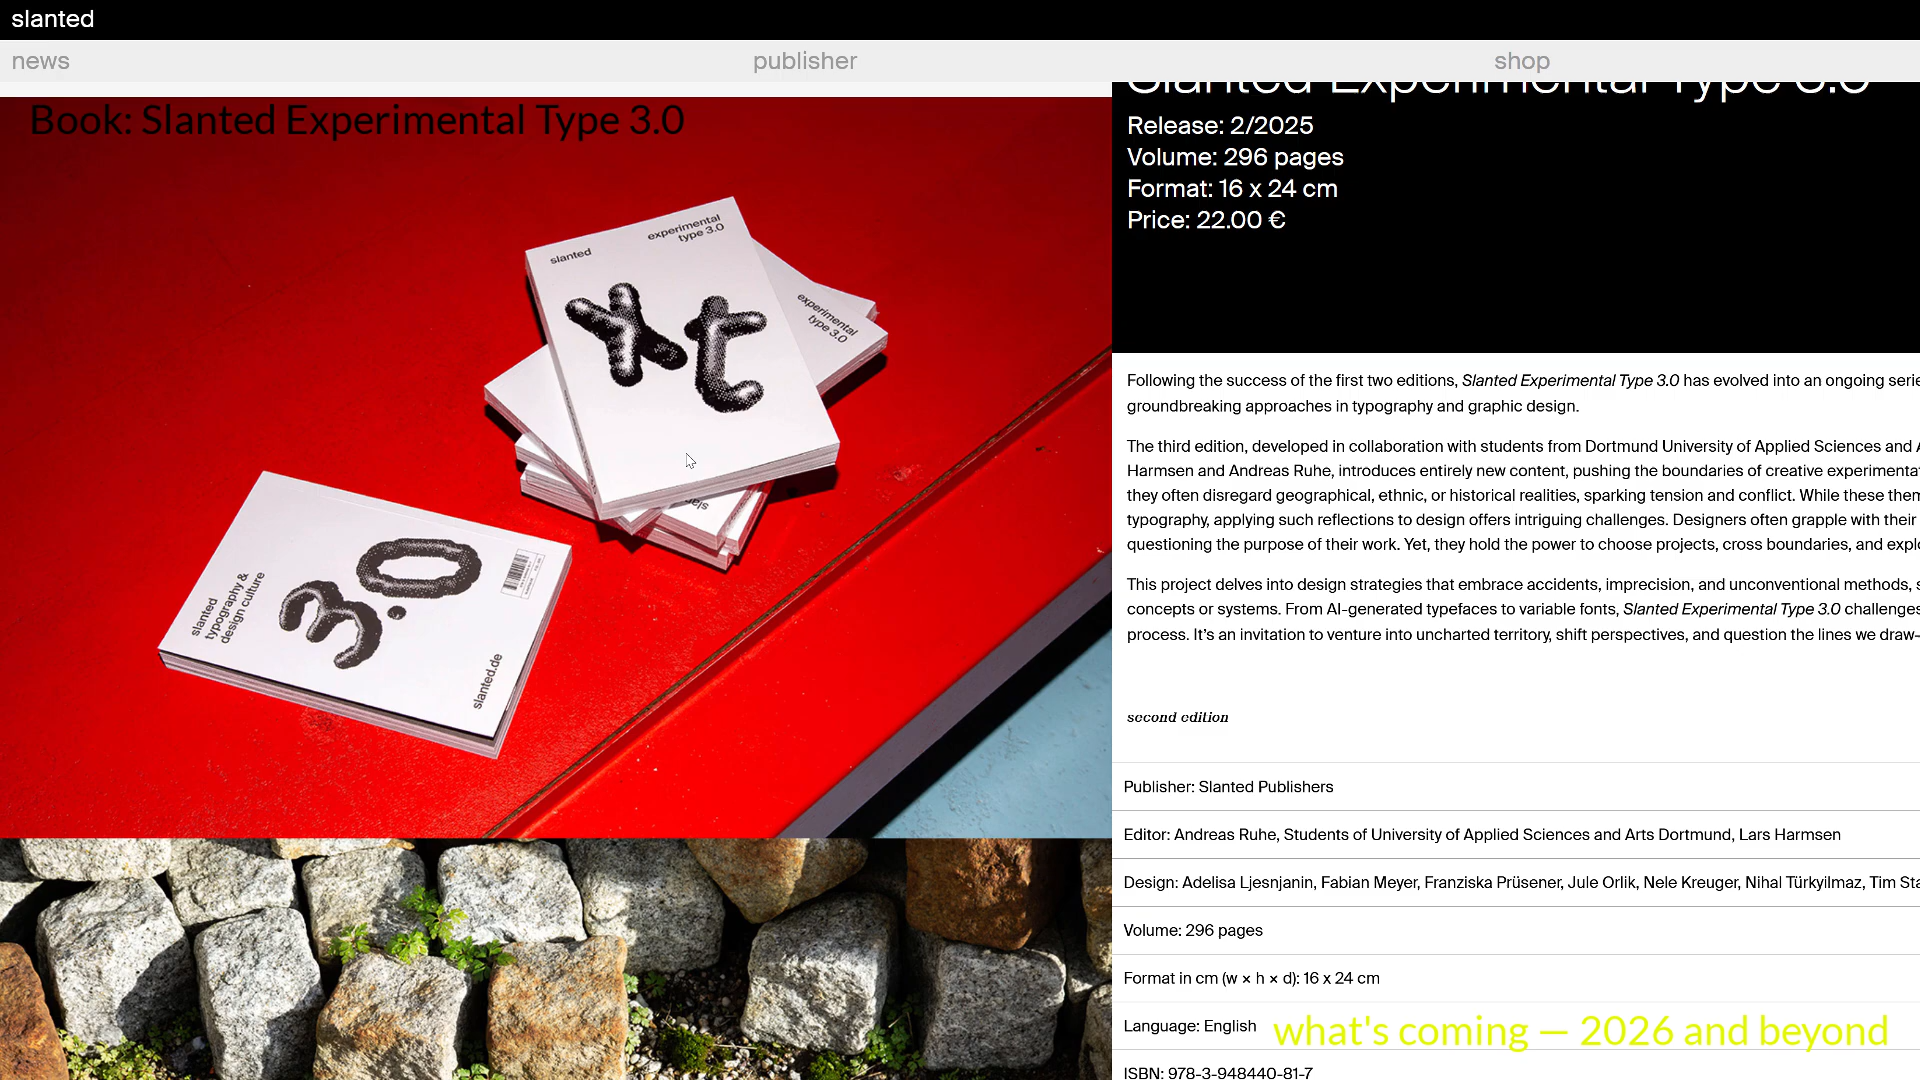 slanted
news
publisher
shop
Book: Slanted Experimental Type 3.0
slanted
experimental
type 3.0
experimental
type 3.0
3.0
slanted
typography &
design culture
slanted.de
Slanted Experimental Type 3.0
Release: 2/2025
Volume: 296 pages
Format: 16 x 24 cm
Price: 22.00 €
Following the success of the first two editions, Slanted Experimental Type 3.0 has evolved into an ongoing serie
groundbreaking approaches in typography and graphic design.
The third edition, developed in collaboration with students from Dortmund University of Applied Sciences and A
Harmsen and Andreas Ruhe, introduces entirely new content, pushing the boundaries of creative experimentat
they often disregard geographical, ethnic, or historical realities, sparking tension and conflict. While these them
typography, applying such reflections to design offers intriguing challenges. Designers often grapple with their
questioning the purpose of their work. Yet, they hold the power to choose projects, cross boundaries, and explo
This project delves into design strategies that embrace accidents, imprecision, and unconventional methods, s
concepts or systems. From AI-generated typefaces to variable fonts, Slanted Experimental Type 3.0 challenges
process. It’s an invitation to venture into uncharted territory, shift perspectives, and question the lines we draw–
second edition
Publisher: Slanted Publishers
Editor: Andreas Ruhe, Students of University of Applied Sciences and Arts Dortmund, Lars Harmsen
Design: Adelisa Ljesnjanin, Fabian Meyer, Franziska Prüsener, Jule Orlik, Nele Kreuger, Nihal Türkyilmaz, Tim Sta
Volume: 296 pages
Format in cm (w × h × d): 16 x 24 cm
Language: English
what's coming — 2026 and beyond
ISBN: 978-3-948440-81-7